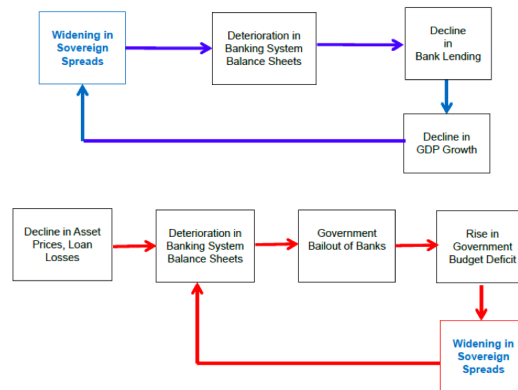 Widening in
Sovereign
Spreads
Deterioration in
Banking System
Balance Sheets
Decline
in
Bank Lending
Decline in
GDP Growth
Decline in Asset
Prices, Loan
Losses
Deterioration in
Banking System
Balance Sheets
Government
Bailout of Banks
Rise in
Government
Budget Deficit
Widening in
Sovereign
Spreads